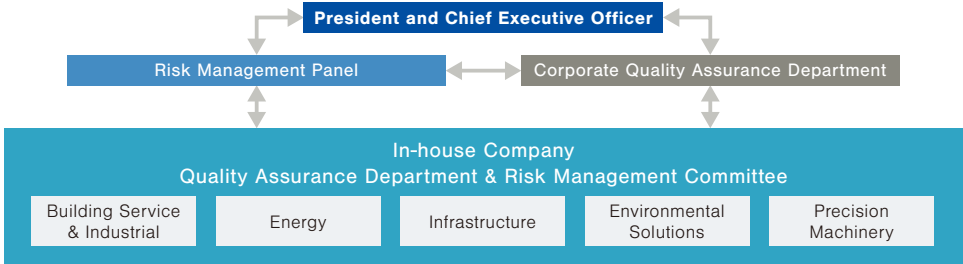 President and Chief Executive Officer
Risk Management Panel
Corporate Quality Assurance Department
In-house Company
Quality Assurance Department & Risk Management Committee
Building Service
& Industrial
Energy
Infrastructure
Environmental
Solutions
Precision
Machinery